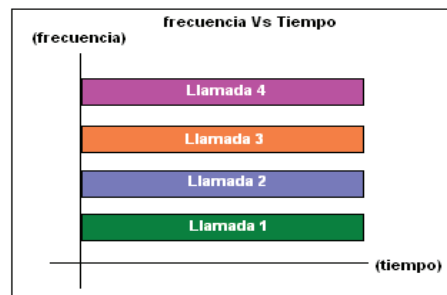 frecuencia Vs Tiempo
(frecuencia)
Llamada 4
Llamada 3
Llamada 2
Llamada 1
(tiempo)